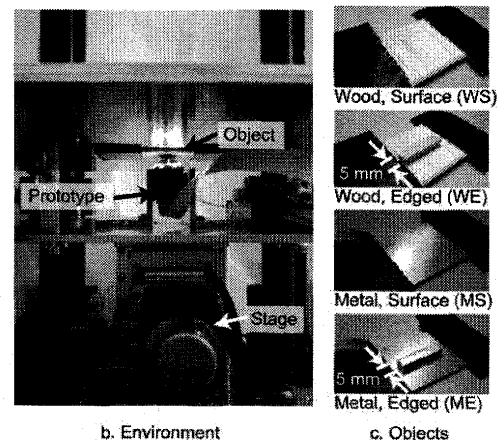 Object
Prototype
Stage
b. Environment
Wood, Surface (WS)
5 mm
Wood, Edged (WE)
Metal, Surface (MS)
5 mm
Metal, Edged (ME)
c. Objects